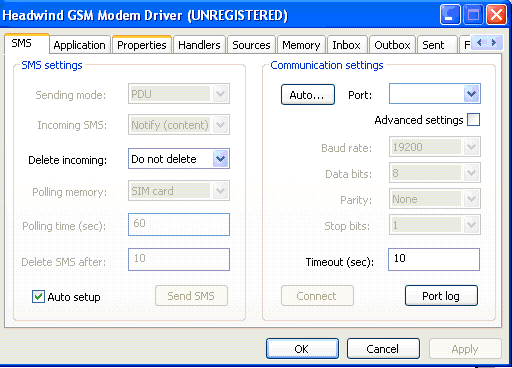 Headwind GSM Modem Driver (UNREGISTERED)
SMS Application Properties Handlers Sources Memory Inbox Outbox Sent F
SMS settings
Sending mode: PDU
Incoming SMS: Notify (content)
Delete incoming: Do not delete
Polling memory: SIM card
Polling time (sec): 60
Delete SMS after: 10
Auto setup Send SMS
Communication settings
Auto... Port:
Advanced settings
Baud rate: 19200
Data bits: 8
Parity: None
Stop bits: 1
Timeout (sec): 10
Connect Port log
OK Cancel Apply